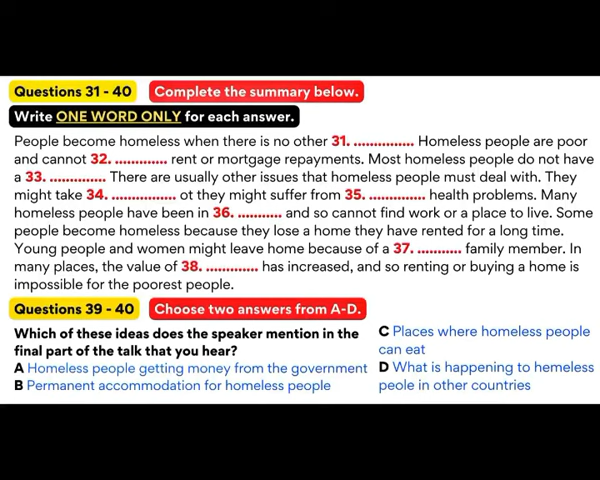 Questions 31 - 40 Complete the summary below.
Write ONE WORD ONLY for each answer.
People become homeless when there is no other 31. ............... Homeless people are poor
and cannot 32. ............. rent or mortgage repayments. Most homeless people do not have
a 33. .............. There are usually other issues that homeless people must deal with. They
might take 34. ................ ot they might suffer from 35. .............. health problems. Many
homeless people have been in 36. ........... and so cannot find work or a place to live. Some
people become homeless because they lose a home they have rented for a long time.
Young people and women might leave home because of a 37. ........... family member. In
many places, the value of 38. ............. has increased, and so renting or buying a home is
impossible for the poorest people.
Questions 39 - 40 Choose two answers from A-D.
Which of these ideas does the speaker mention in the
final part of the talk that you hear?
A Homeless people getting money from the government
B Permanent accommodation for homeless people
C Places where homeless people
can eat
D What is happening to hemeless
peole in other countries